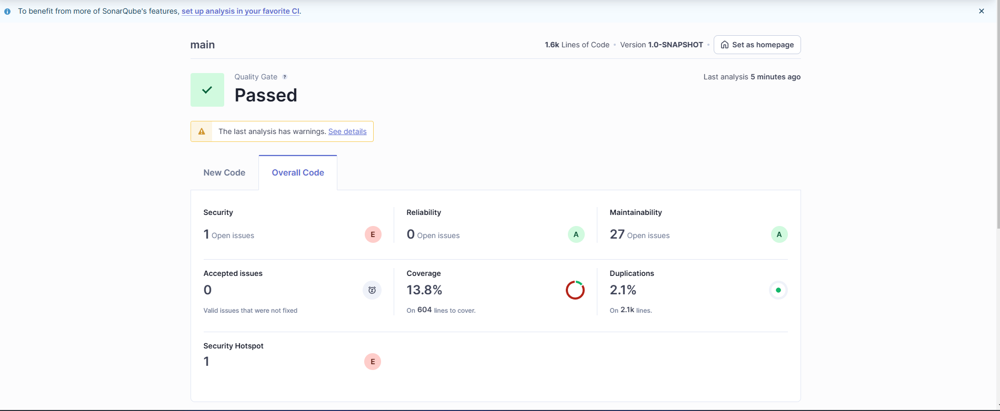 To benefit from more of SonarQube's features, set up analysis in your favorite CI.
main
1.6k Lines of Code • Version 1.0-SNAPSHOT • Set as homepage
Quality Gate ?
Last analysis 5 minutes ago
Passed
The last analysis has warnings. See details
New Code
Overall Code
Security
1 Open issues
E
Reliability
0 Open issues
A
Maintainability
27 Open issues
A
Accepted issues
0
Valid issues that were not fixed
Coverage
13.8%
On 604 lines to cover.
Duplications
2.1%
On 2.1k lines.
Security Hotspot
1
E